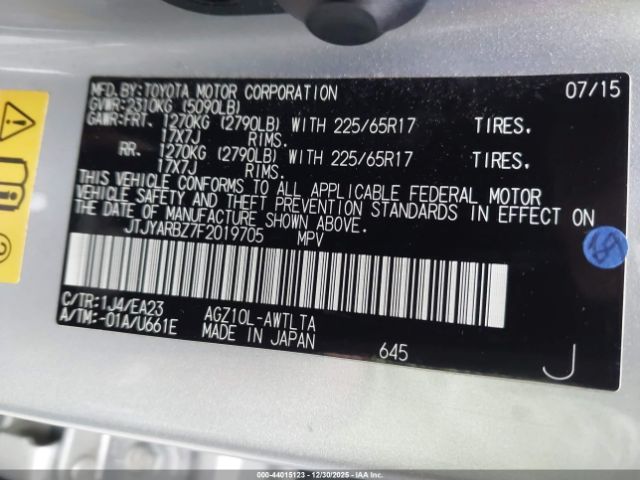 MFD. BY: TOYOTA MOTOR CORPORATION 07/15
GVWR: 2310KG (5090LB)
GAWR: FRT. 1270KG (2790LB) WITH 225/65R17 TIRES.
17X7J RIMS.
RR. 1270KG (2790LB) WITH 225/65R17 TIRES.
17X7J RIMS.
THIS VEHICLE CONFORMS TO ALL APPLICABLE FEDERAL MOTOR
VEHICLE SAFETY AND THEFT PREVENTION STANDARDS IN EFFECT ON
THE DATE OF MANUFACTURE SHOWN ABOVE.
JTJYARBZ7F2019705 MPV
C/TR: 1J4/EA23 AGZ10L-AWTLTA
A/TM: -01A/U661E MADE IN JAPAN
645 J
000-44015123 - 12/30/2025 - IAA Inc.